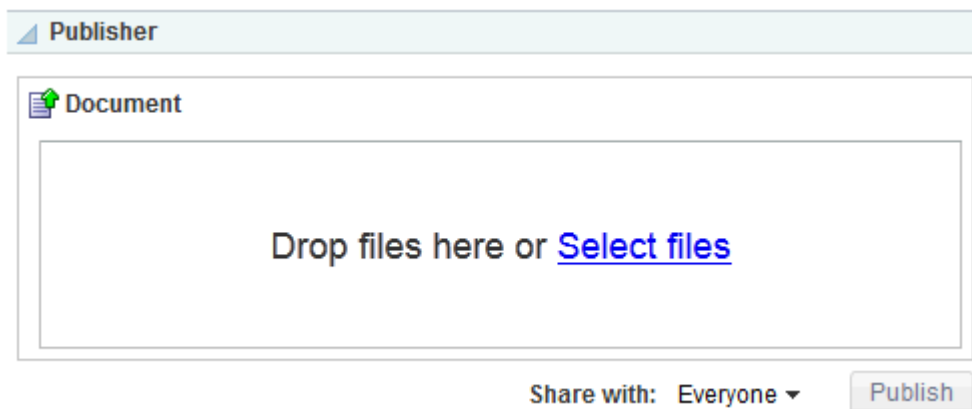 Publisher
Document
Drop files here or Select files
Share with: Everyone Publish